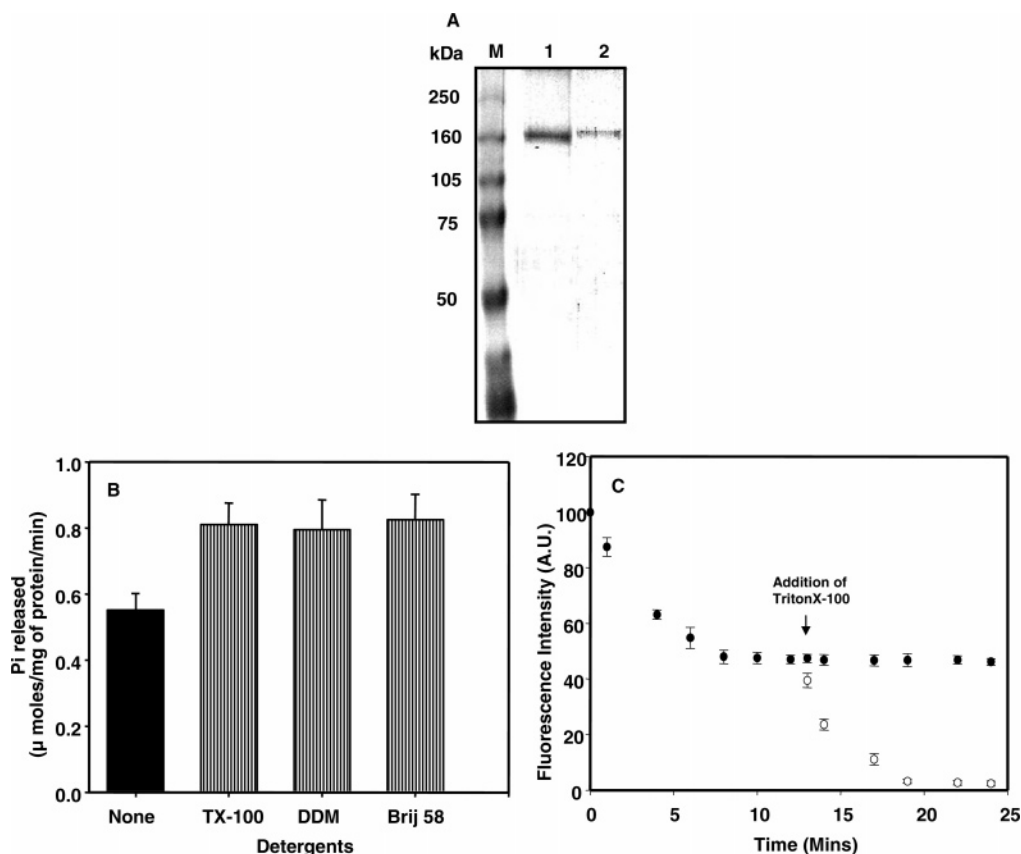 A
kDa M 1 2
250
160
105
75
50
B
1.0
0.8
0.6
0.4
0.2
0.0
Pi released
(μ moles/mg of protein/min)
None TX-100 DDM Brij 58
Detergents
C
120
100
80
60
40
20
0
Fluorescence Intensity (A.U.)
Addition of
TritonX-100
0 5 10 15 20 25
Time (Mins)